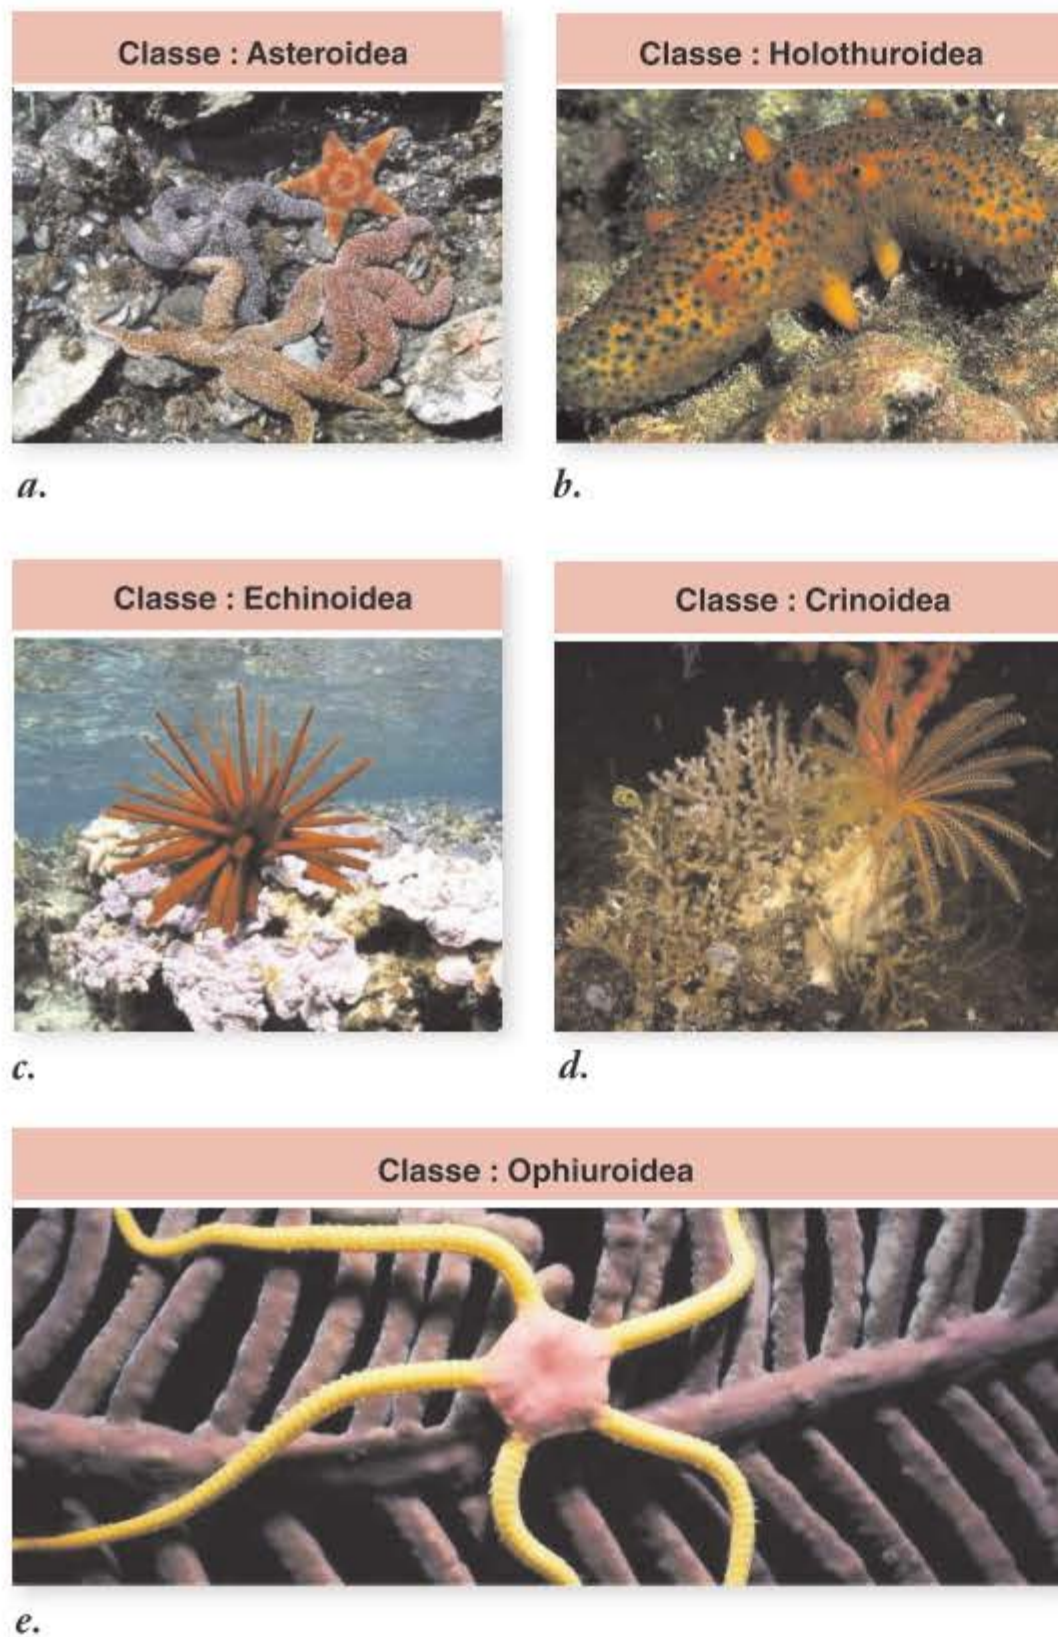 Classe : Asteroidea
Classe : Holothuroidea
a.
b.
Classe : Echinoidea
Classe : Crinoidea
c.
d.
Classe : Ophiuroidea
e.